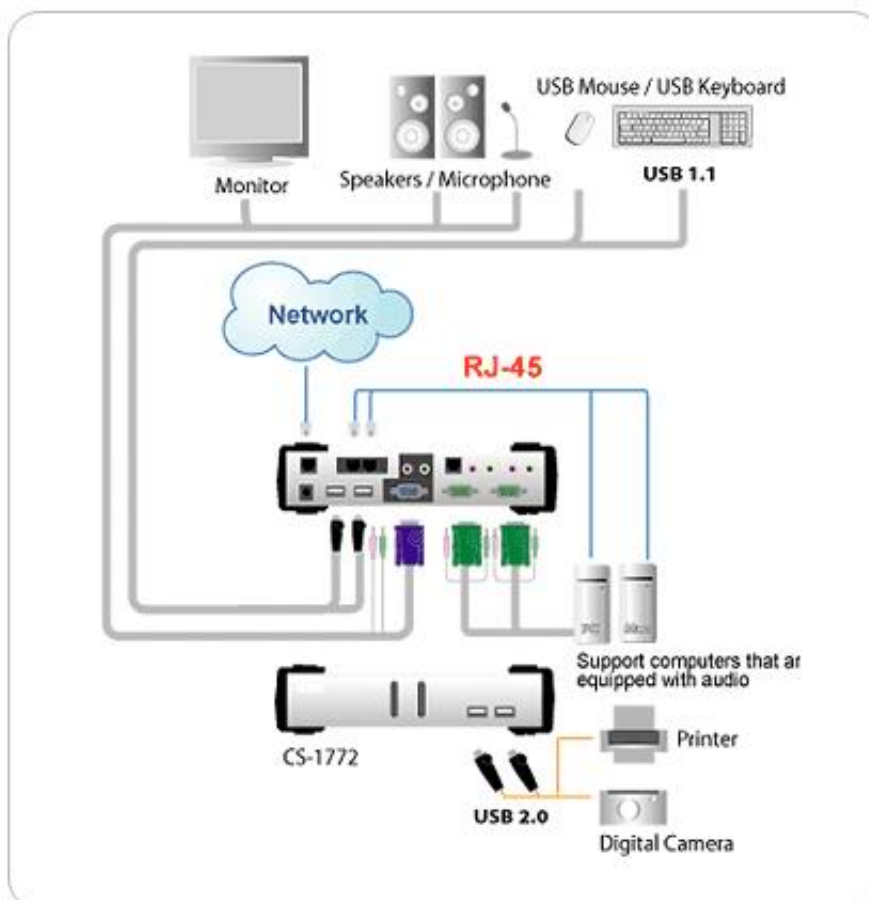 USB Mouse / USB Keyboard
Monitor
Speakers / Microphone
USB 1.1
Network
RJ-45
Support computers that ar
equipped with audio
CS-1772
Printer
USB 2.0
Digital Camera